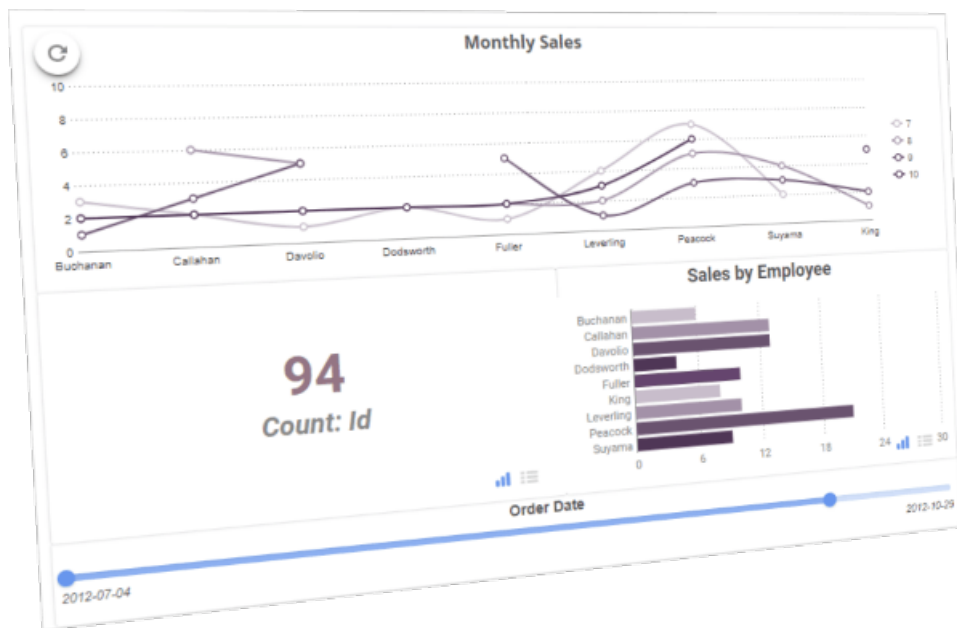 Monthly Sales
10
8
6
4
2
0
Buchanan Callahan Davolio Dodsworth Fuller Leverling Peacock Suyama King
7
8
9
10
94
Count: Id
Sales by Employee
Buchanan
Callahan
Davolio
Dodsworth
Fuller
King
Leverling
Peacock
Suyama
0 6 12 18 24 30
Order Date
2012-07-04
2012-10-29